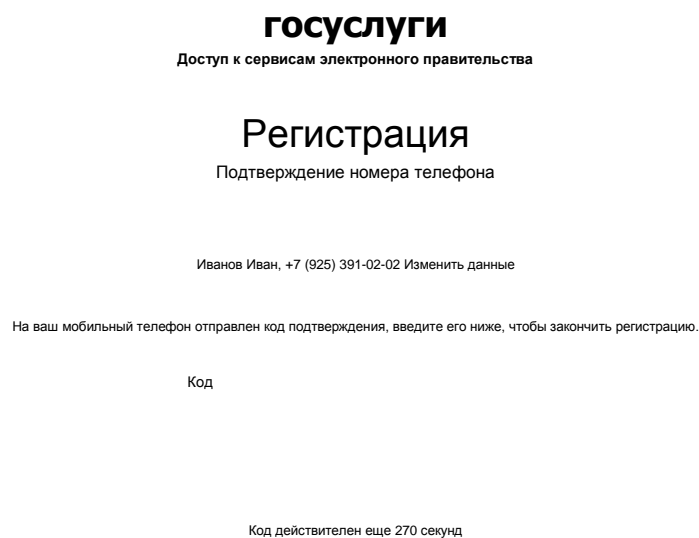 госуслуги
Доступ к сервисам электронного правительства
Регистрация
Подтверждение номера телефона
Иванов Иван, +7 (925) 391-02-02 Изменить данные
На ваш мобильный телефон отправлен код подтверждения, введите его ниже, чтобы закончить регистрацию.
Код
Код действителен еще 270 секунд